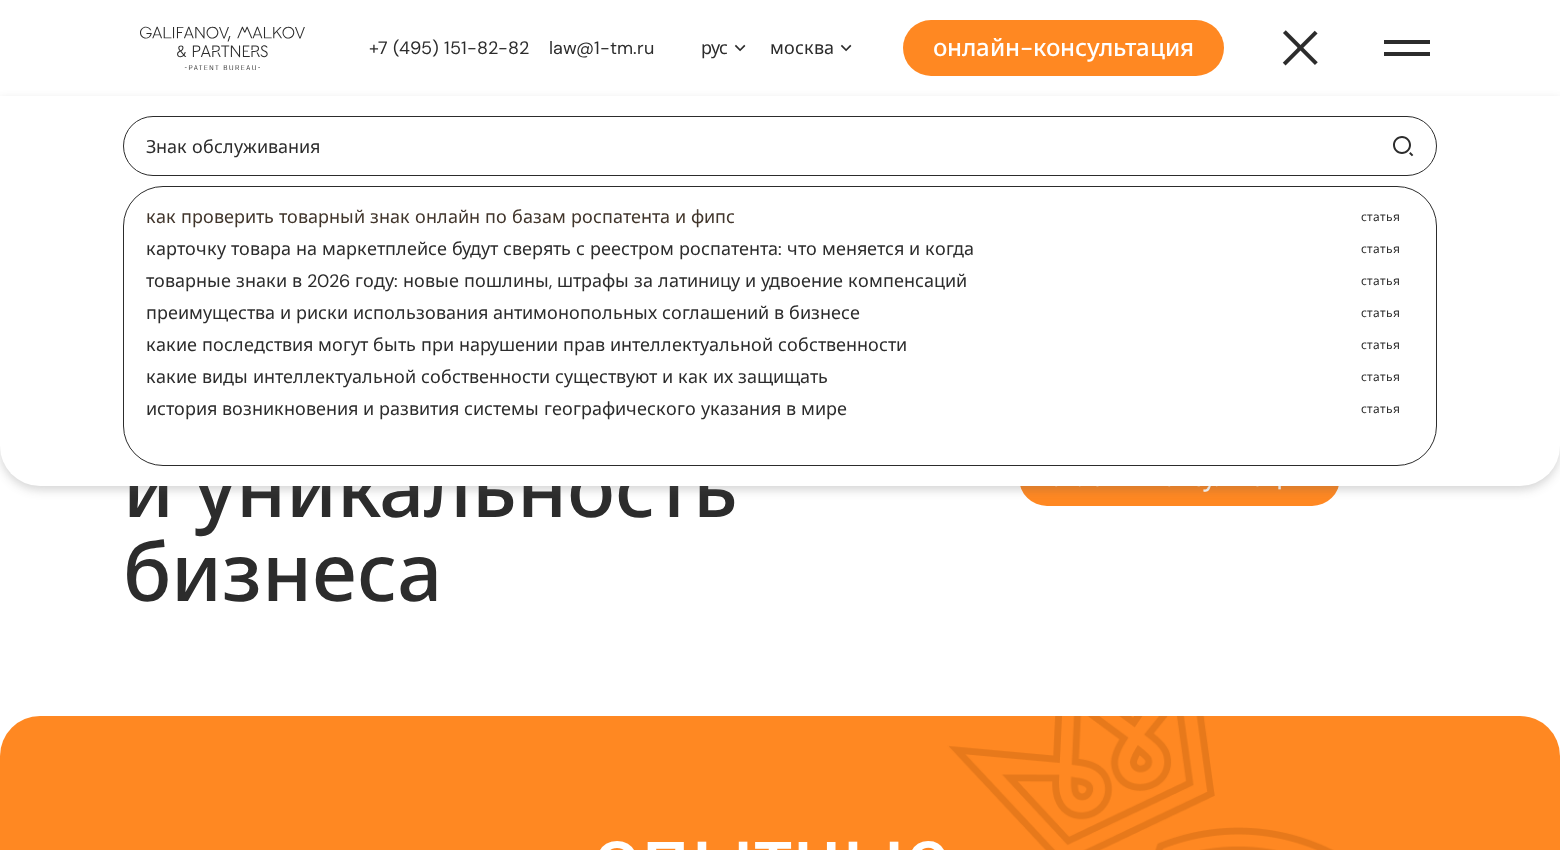 GALIFANOV, MALKOV
& PARTNERS
-PATENT BUREAU-
+7 (495) 151-82-82
law@1-tm.ru
рус
москва
онлайн-консультация
Знак обслуживания
как проверить товарный знак онлайн по базам роспатента и фипс статья
карточку товара на маркетплейсе будут сверять с реестром роспатента: что меняется и когда статья
товарные знаки в 2026 году: новые пошлины, штрафы за латиницу и удвоение компенсаций статья
преимущества и риски использования антимонопольных соглашений в бизнесе статья
какие последствия могут быть при нарушении прав интеллектуальной собственности статья
какие виды интеллектуальной собственности существуют и как их защищать статья
история возникновения и развития системы географического указания в мире статья
и уникальность
бизнеса
опытные